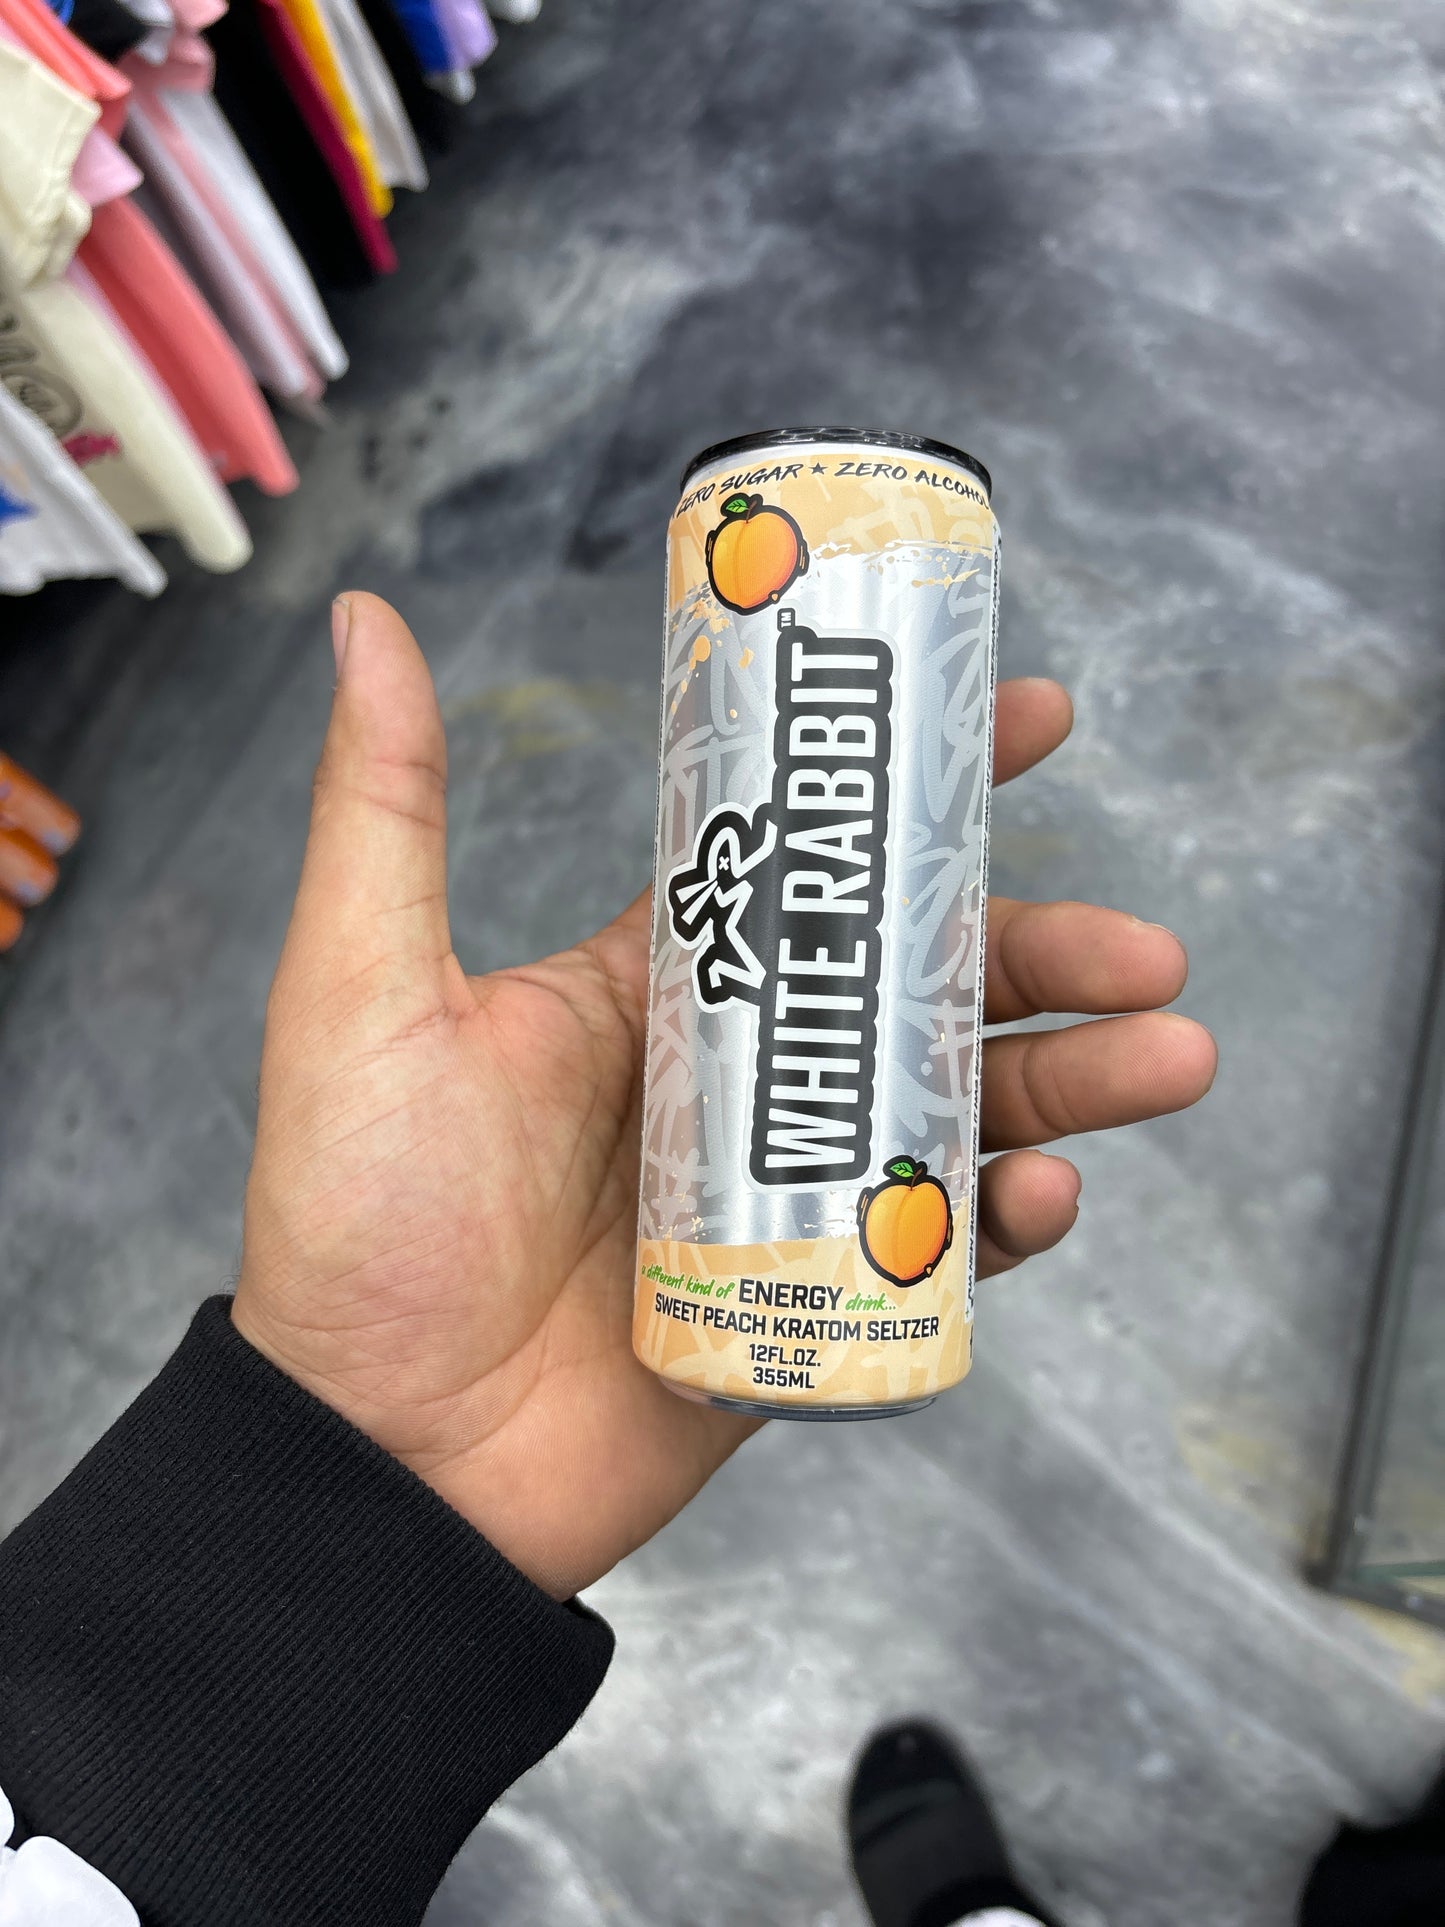 ZERO SUGAR ★ ZERO ALCOHOL
WHITE RABBIT™
a different kind of ENERGY drink...
SWEET PEACH KRATOM SELTZER
12FL.OZ.
355ML